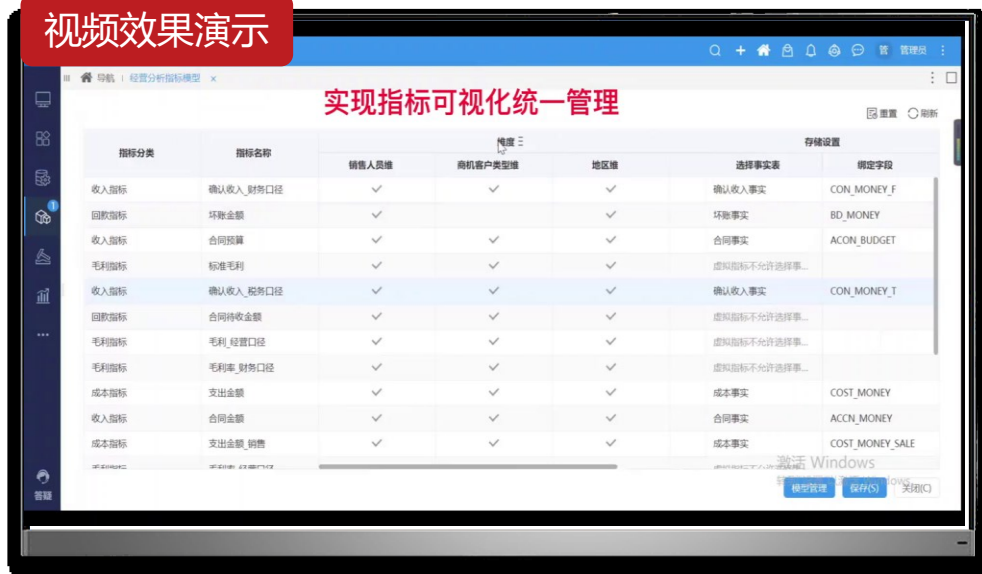 视频效果演示
管 管理员
导航 经营分析指标模型 ×
实现指标可视化统一管理
重置 刷新
指标分类 指标名称 维度 存储设置
销售人员维 商机客户类型维 地区维 选择事实表 绑定字段
收入指标 确认收入_财务口径 确认收入事实 CON_MONEY_F
回款指标 坏账金额 坏账事实 BD_MONEY
收入指标 合同预算 合同事实 ACON_BUDGET
毛利指标 标准毛利 虚拟指标不允许选择事...
收入指标 确认收入_税务口径 确认收入事实 CON_MONEY_T
1
回款指标 合同待收金额 虚拟指标不允许选择事...
毛利指标 毛利_经营口径 虚拟指标不允许选择事...
毛利指标 毛利率_财务口径 虚拟指标不允许选择事...
成本指标 支出金额 成本事实 COST_MONEY
收入指标 合同金额 合同事实 ACCN_MONEY
成本指标 支出金额_销售 成本事实 COST_MONEY_SALE
激活 Windows
答疑 模型管理 保存(S) 关闭(C)